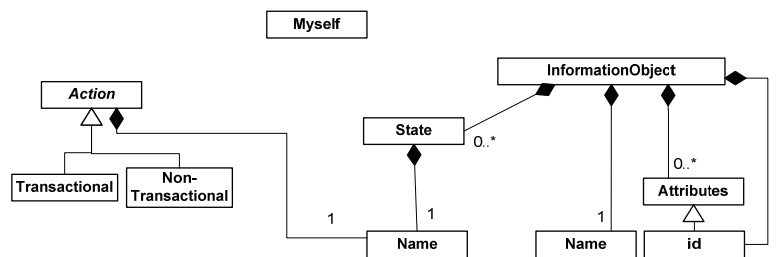 Myself
InformationObject
Action
State
0..*
Transactional
Non-
Transactional
0..*
Attributes
1
1
1
Name
Name
id